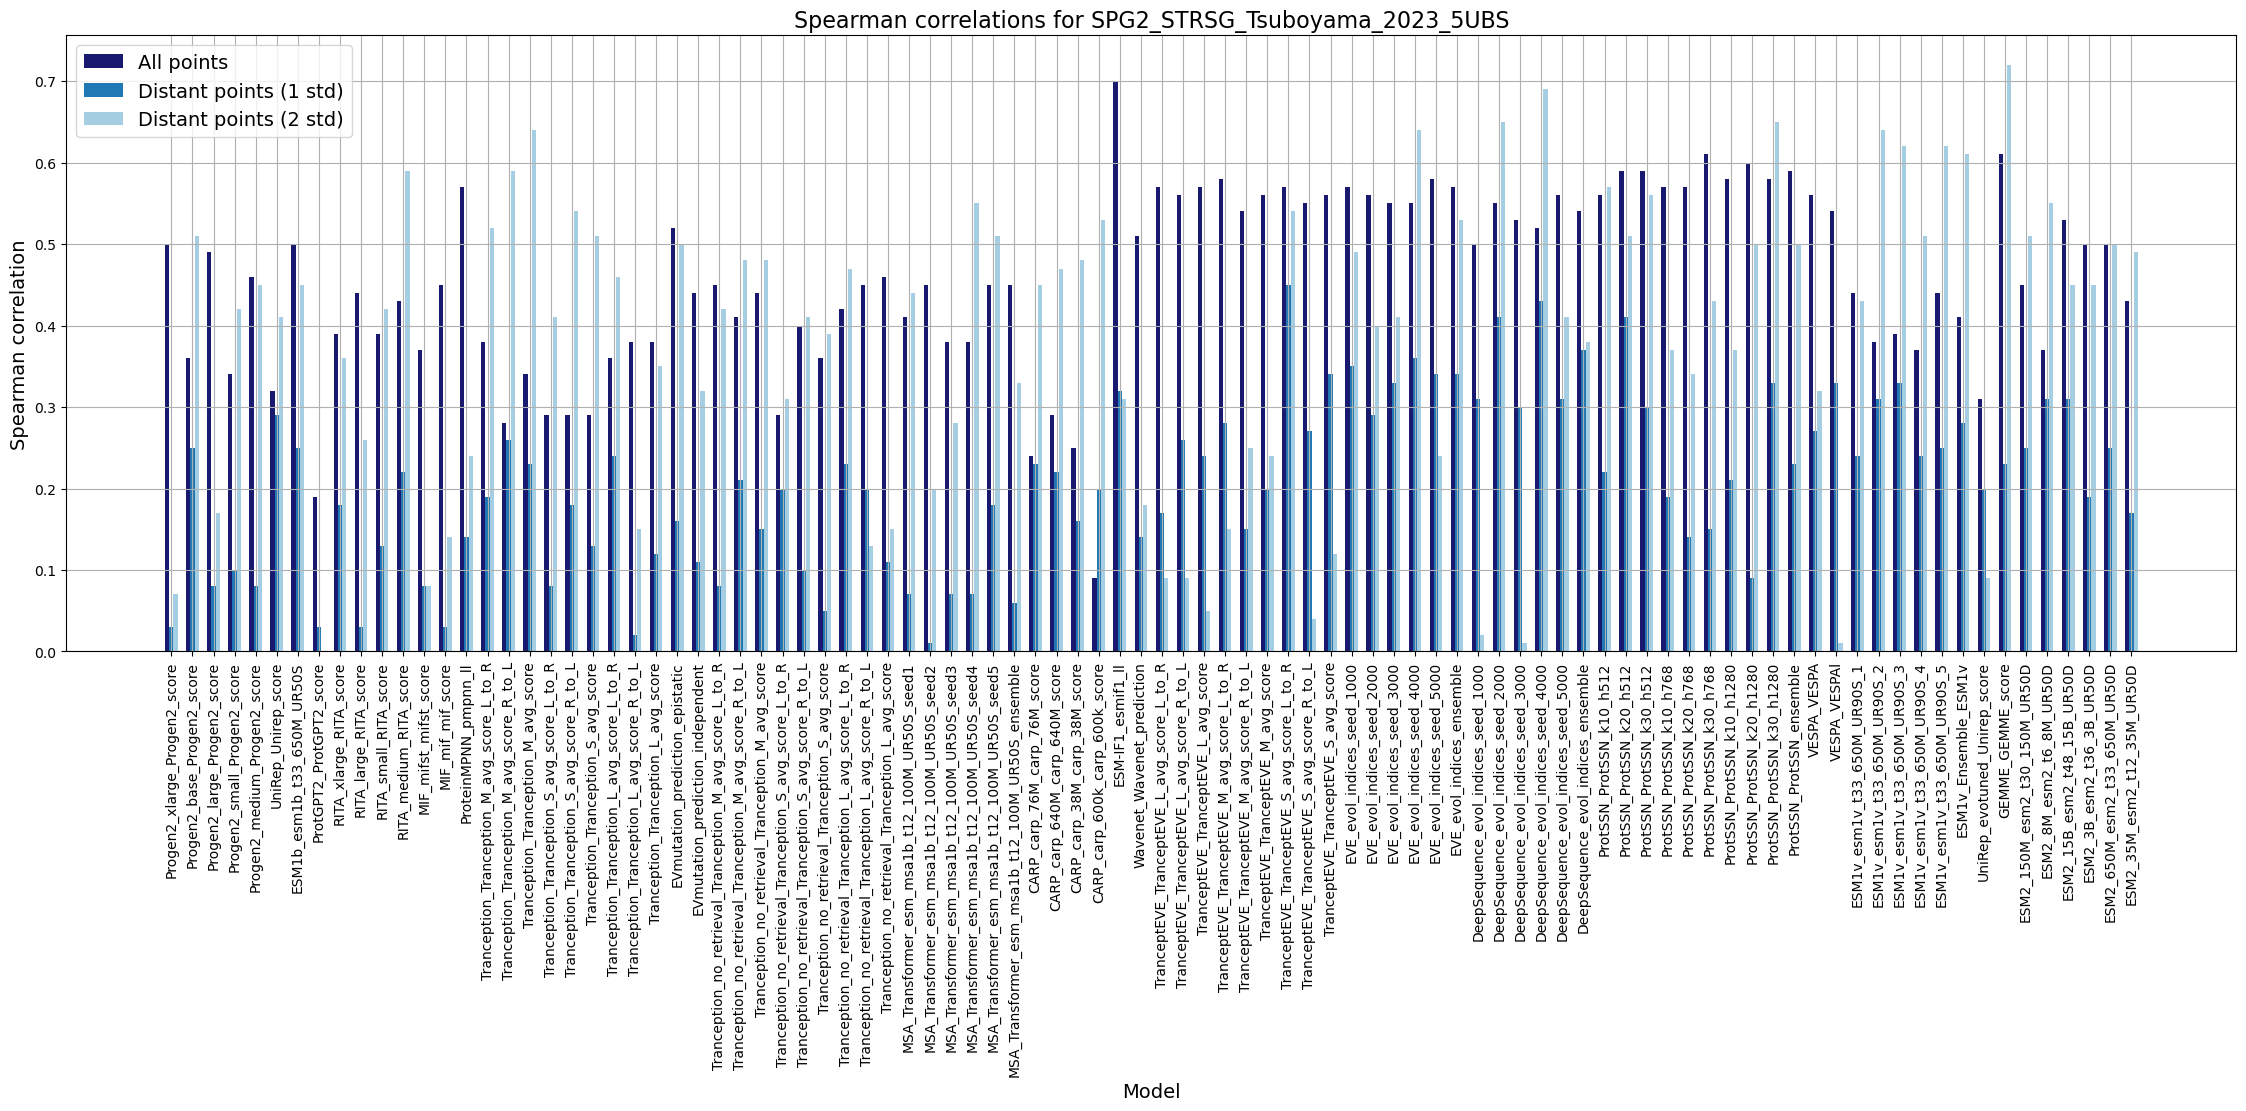 Spearman correlations for SPG2_STRSG_Tsuboyama_2023_5UBS
All points
Distant points (1 std)
Distant points (2 std)
Spearman correlation
0.7
0.6
0.5
0.4
0.3
0.2
0.1
0.0
Progen2_xlarge_Progen2_score
Progen2_base_Progen2_score
Progen2_large_Progen2_score
Progen2_small_Progen2_score
Progen2_medium_Progen2_score
UniRep_Unirep_score
ESM1b_esm1b_t33_650M_UR50S
ProtGPT2_ProtGPT2_score
RITA_xlarge_RITA_score
RITA_large_RITA_score
RITA_small_RITA_score
RITA_medium_RITA_score
MIF_mifst_mifst_score
MIF_mif_mif_score
ProteinMPNN_pmpnn_ll
Tranception_Tranception_M_avg_score_L_to_R
Tranception_Tranception_M_avg_score_R_to_L
Tranception_Tranception_M_avg_score
Tranception_Tranception_S_avg_score_L_to_R
Tranception_Tranception_S_avg_score_R_to_L
Tranception_Tranception_S_avg_score
Tranception_Tranception_L_avg_score_L_to_R
Tranception_Tranception_L_avg_score_R_to_L
Tranception_Tranception_L_avg_score
EVmutation_prediction_epistatic
EVmutation_prediction_independent
Tranception_no_retrieval_Tranception_M_avg_score_L_to_R
Tranception_no_retrieval_Tranception_M_avg_score_R_to_L
Tranception_no_retrieval_Tranception_M_avg_score
Tranception_no_retrieval_Tranception_S_avg_score_L_to_R
Tranception_no_retrieval_Tranception_S_avg_score_R_to_L
Tranception_no_retrieval_Tranception_S_avg_score
Tranception_no_retrieval_Tranception_L_avg_score_L_to_R
Tranception_no_retrieval_Tranception_L_avg_score_R_to_L
Tranception_no_retrieval_Tranception_L_avg_score
MSA_Transformer_esm_msa1b_t12_100M_UR50S_seed1
MSA_Transformer_esm_msa1b_t12_100M_UR50S_seed2
MSA_Transformer_esm_msa1b_t12_100M_UR50S_seed3
MSA_Transformer_esm_msa1b_t12_100M_UR50S_seed4
MSA_Transformer_esm_msa1b_t12_100M_UR50S_seed5
MSA_Transformer_esm_msa1b_t12_100M_UR50S_ensemble
CARP_carp_76M_carp_76M_score
CARP_carp_640M_carp_640M_score
CARP_carp_38M_carp_38M_score
CARP_carp_600k_carp_600k_score
ESM-IF1_esmif1_ll
Wavenet_Wavenet_prediction
TranceptEVE_TranceptEVE_L_avg_score_L_to_R
TranceptEVE_TranceptEVE_L_avg_score_R_to_L
TranceptEVE_TranceptEVE_L_avg_score
TranceptEVE_TranceptEVE_M_avg_score_L_to_R
TranceptEVE_TranceptEVE_M_avg_score_R_to_L
TranceptEVE_TranceptEVE_M_avg_score
TranceptEVE_TranceptEVE_S_avg_score_L_to_R
TranceptEVE_TranceptEVE_S_avg_score_R_to_L
TranceptEVE_TranceptEVE_S_avg_score
EVE_evol_indices_seed_1000
EVE_evol_indices_seed_2000
EVE_evol_indices_seed_3000
EVE_evol_indices_seed_4000
EVE_evol_indices_seed_5000
EVE_evol_indices_ensemble
DeepSequence_evol_indices_seed_1000
DeepSequence_evol_indices_seed_2000
DeepSequence_evol_indices_seed_3000
DeepSequence_evol_indices_seed_4000
DeepSequence_evol_indices_seed_5000
DeepSequence_evol_indices_ensemble
ProtSSN_ProtSSN_k10_h512
ProtSSN_ProtSSN_k20_h512
ProtSSN_ProtSSN_k30_h512
ProtSSN_ProtSSN_k10_h768
ProtSSN_ProtSSN_k20_h768
ProtSSN_ProtSSN_k30_h768
ProtSSN_ProtSSN_k10_h1280
ProtSSN_ProtSSN_k20_h1280
ProtSSN_ProtSSN_k30_h1280
ProtSSN_ProtSSN_ensemble
VESPA_VESPA
VESPA_VESPAl
ESM1v_esm1v_t33_650M_UR90S_1
ESM1v_esm1v_t33_650M_UR90S_2
ESM1v_esm1v_t33_650M_UR90S_3
ESM1v_esm1v_t33_650M_UR90S_4
ESM1v_esm1v_t33_650M_UR90S_5
ESM1v_Ensemble_ESM1v
UniRep_evotuned_Unirep_score
GEMME_GEMME_score
ESM2_150M_esm2_t30_150M_UR50D
ESM2_8M_esm2_t6_8M_UR50D
ESM2_15B_esm2_t48_15B_UR50D
ESM2_3B_esm2_t36_3B_UR50D
ESM2_650M_esm2_t33_650M_UR50D
ESM2_35M_esm2_t12_35M_UR50D
Model